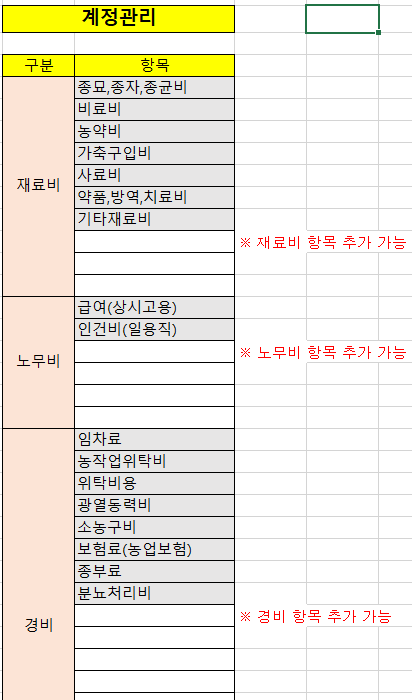 계정관리
구분 항목
재료비
종묘,종자,종균비
비료비
농약비
가축구입비
사료비
약품,방역,치료비
기타재료비
※ 재료비 항목 추가 가능
노무비
급여(상시고용)
인건비(일용직)
※ 노무비 항목 추가 가능
경비
임차료
농작업위탁비
위탁비용
광열동력비
소농구비
보험료(농업보험)
종부료
분뇨처리비
※ 경비 항목 추가 가능